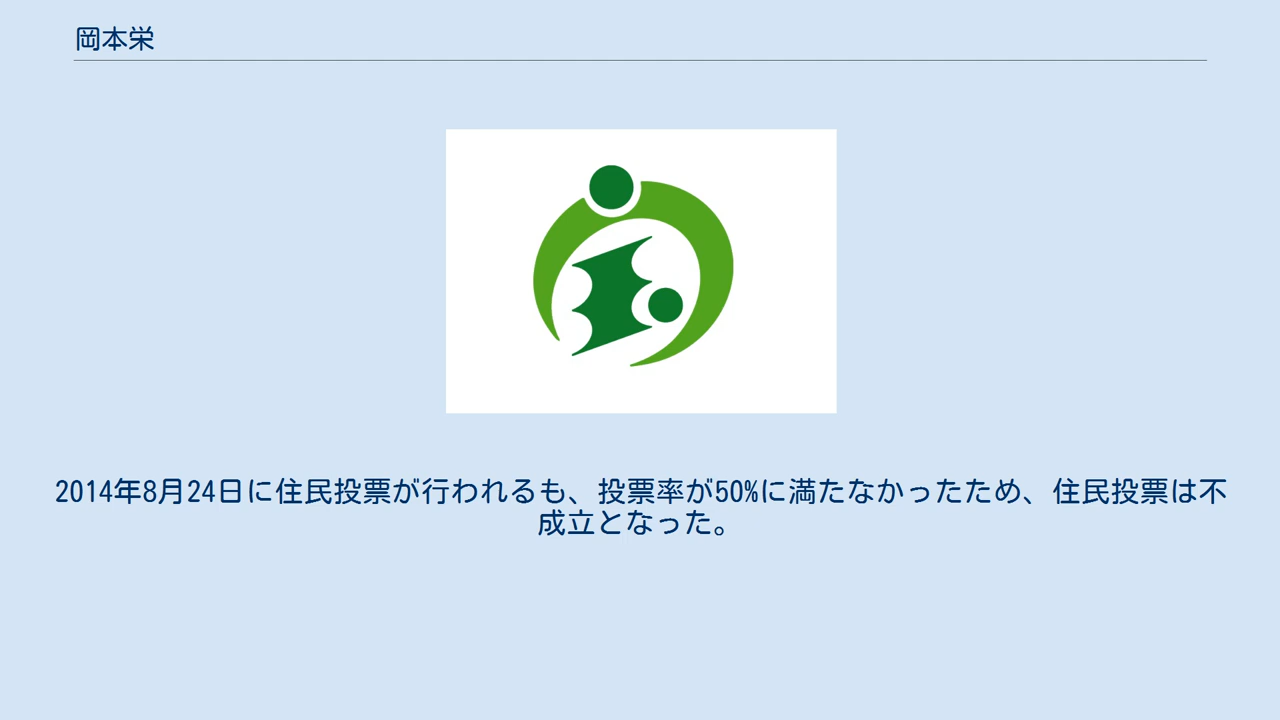 岡本栄
2014年8月24日に住民投票が行われるも、投票率が50%に満たなかったため、住民投票は不
成立となった。